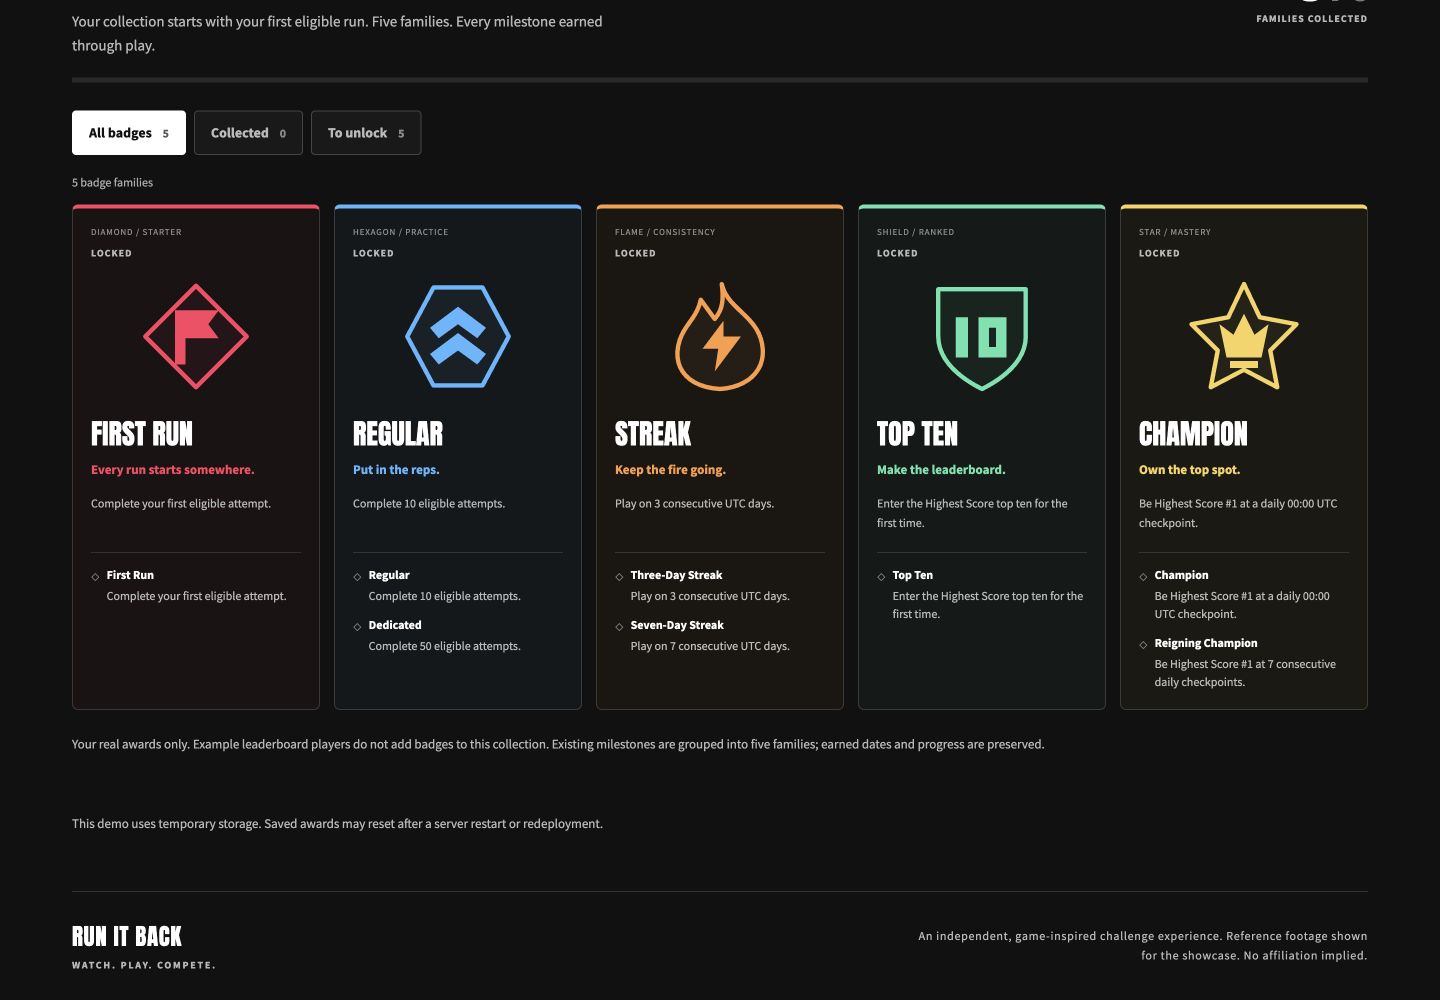 Your collection starts with your first eligible run. Five families. Every milestone earned
through play.
FAMILIES COLLECTED
All badges 5
Collected 0
To unlock 5
5 badge families
DIAMOND / STARTER
LOCKED
FIRST RUN
Every run starts somewhere.
Complete your first eligible attempt.
◇ First Run
Complete your first eligible attempt.
HEXAGON / PRACTICE
LOCKED
REGULAR
Put in the reps.
Complete 10 eligible attempts.
◇ Regular
Complete 10 eligible attempts.
◇ Dedicated
Complete 50 eligible attempts.
FLAME / CONSISTENCY
LOCKED
STREAK
Keep the fire going.
Play on 3 consecutive UTC days.
◇ Three-Day Streak
Play on 3 consecutive UTC days.
◇ Seven-Day Streak
Play on 7 consecutive UTC days.
SHIELD / RANKED
LOCKED
10
TOP TEN
Make the leaderboard.
Enter the Highest Score top ten for the
first time.
◇ Top Ten
Enter the Highest Score top ten for the
first time.
STAR / MASTERY
LOCKED
CHAMPION
Own the top spot.
Be Highest Score #1 at a daily 00:00 UTC
checkpoint.
◇ Champion
Be Highest Score #1 at a daily 00:00
UTC checkpoint.
◇ Reigning Champion
Be Highest Score #1 at 7 consecutive
daily checkpoints.
Your real awards only. Example leaderboard players do not add badges to this collection. Existing milestones are grouped into five families; earned dates and progress are preserved.
This demo uses temporary storage. Saved awards may reset after a server restart or redeployment.
RUN IT BACK
WATCH. PLAY. COMPETE.
An independent, game-inspired challenge experience. Reference footage shown
for the showcase. No affiliation implied.